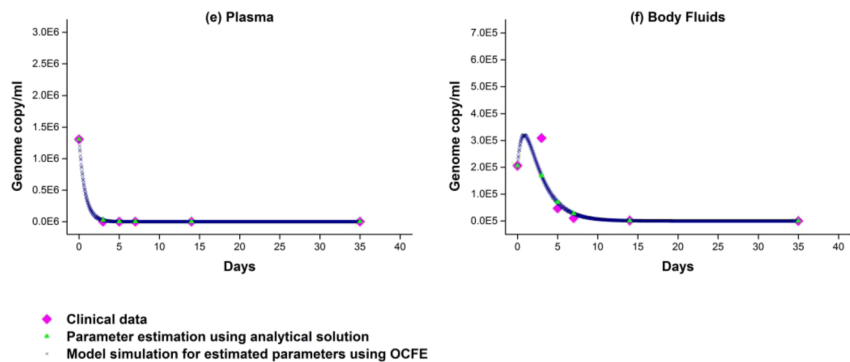 (e) Plasma
3.0E6
2.5E6
2.0E6
1.5E6
1.0E6
0.5E6
0.0E6
Genome copy/ml
0 5 10 15 20 25 30 35 40
Days
(f) Body Fluids
7.0E5
6.0E5
5.0E5
4.0E5
3.0E5
2.0E5
1.0E5
0.0E5
Genome copy/ml
0 5 10 15 20 25 30 35 40
Days
Clinical data
Parameter estimation using analytical solution
Model simulation for estimated parameters using OCFE